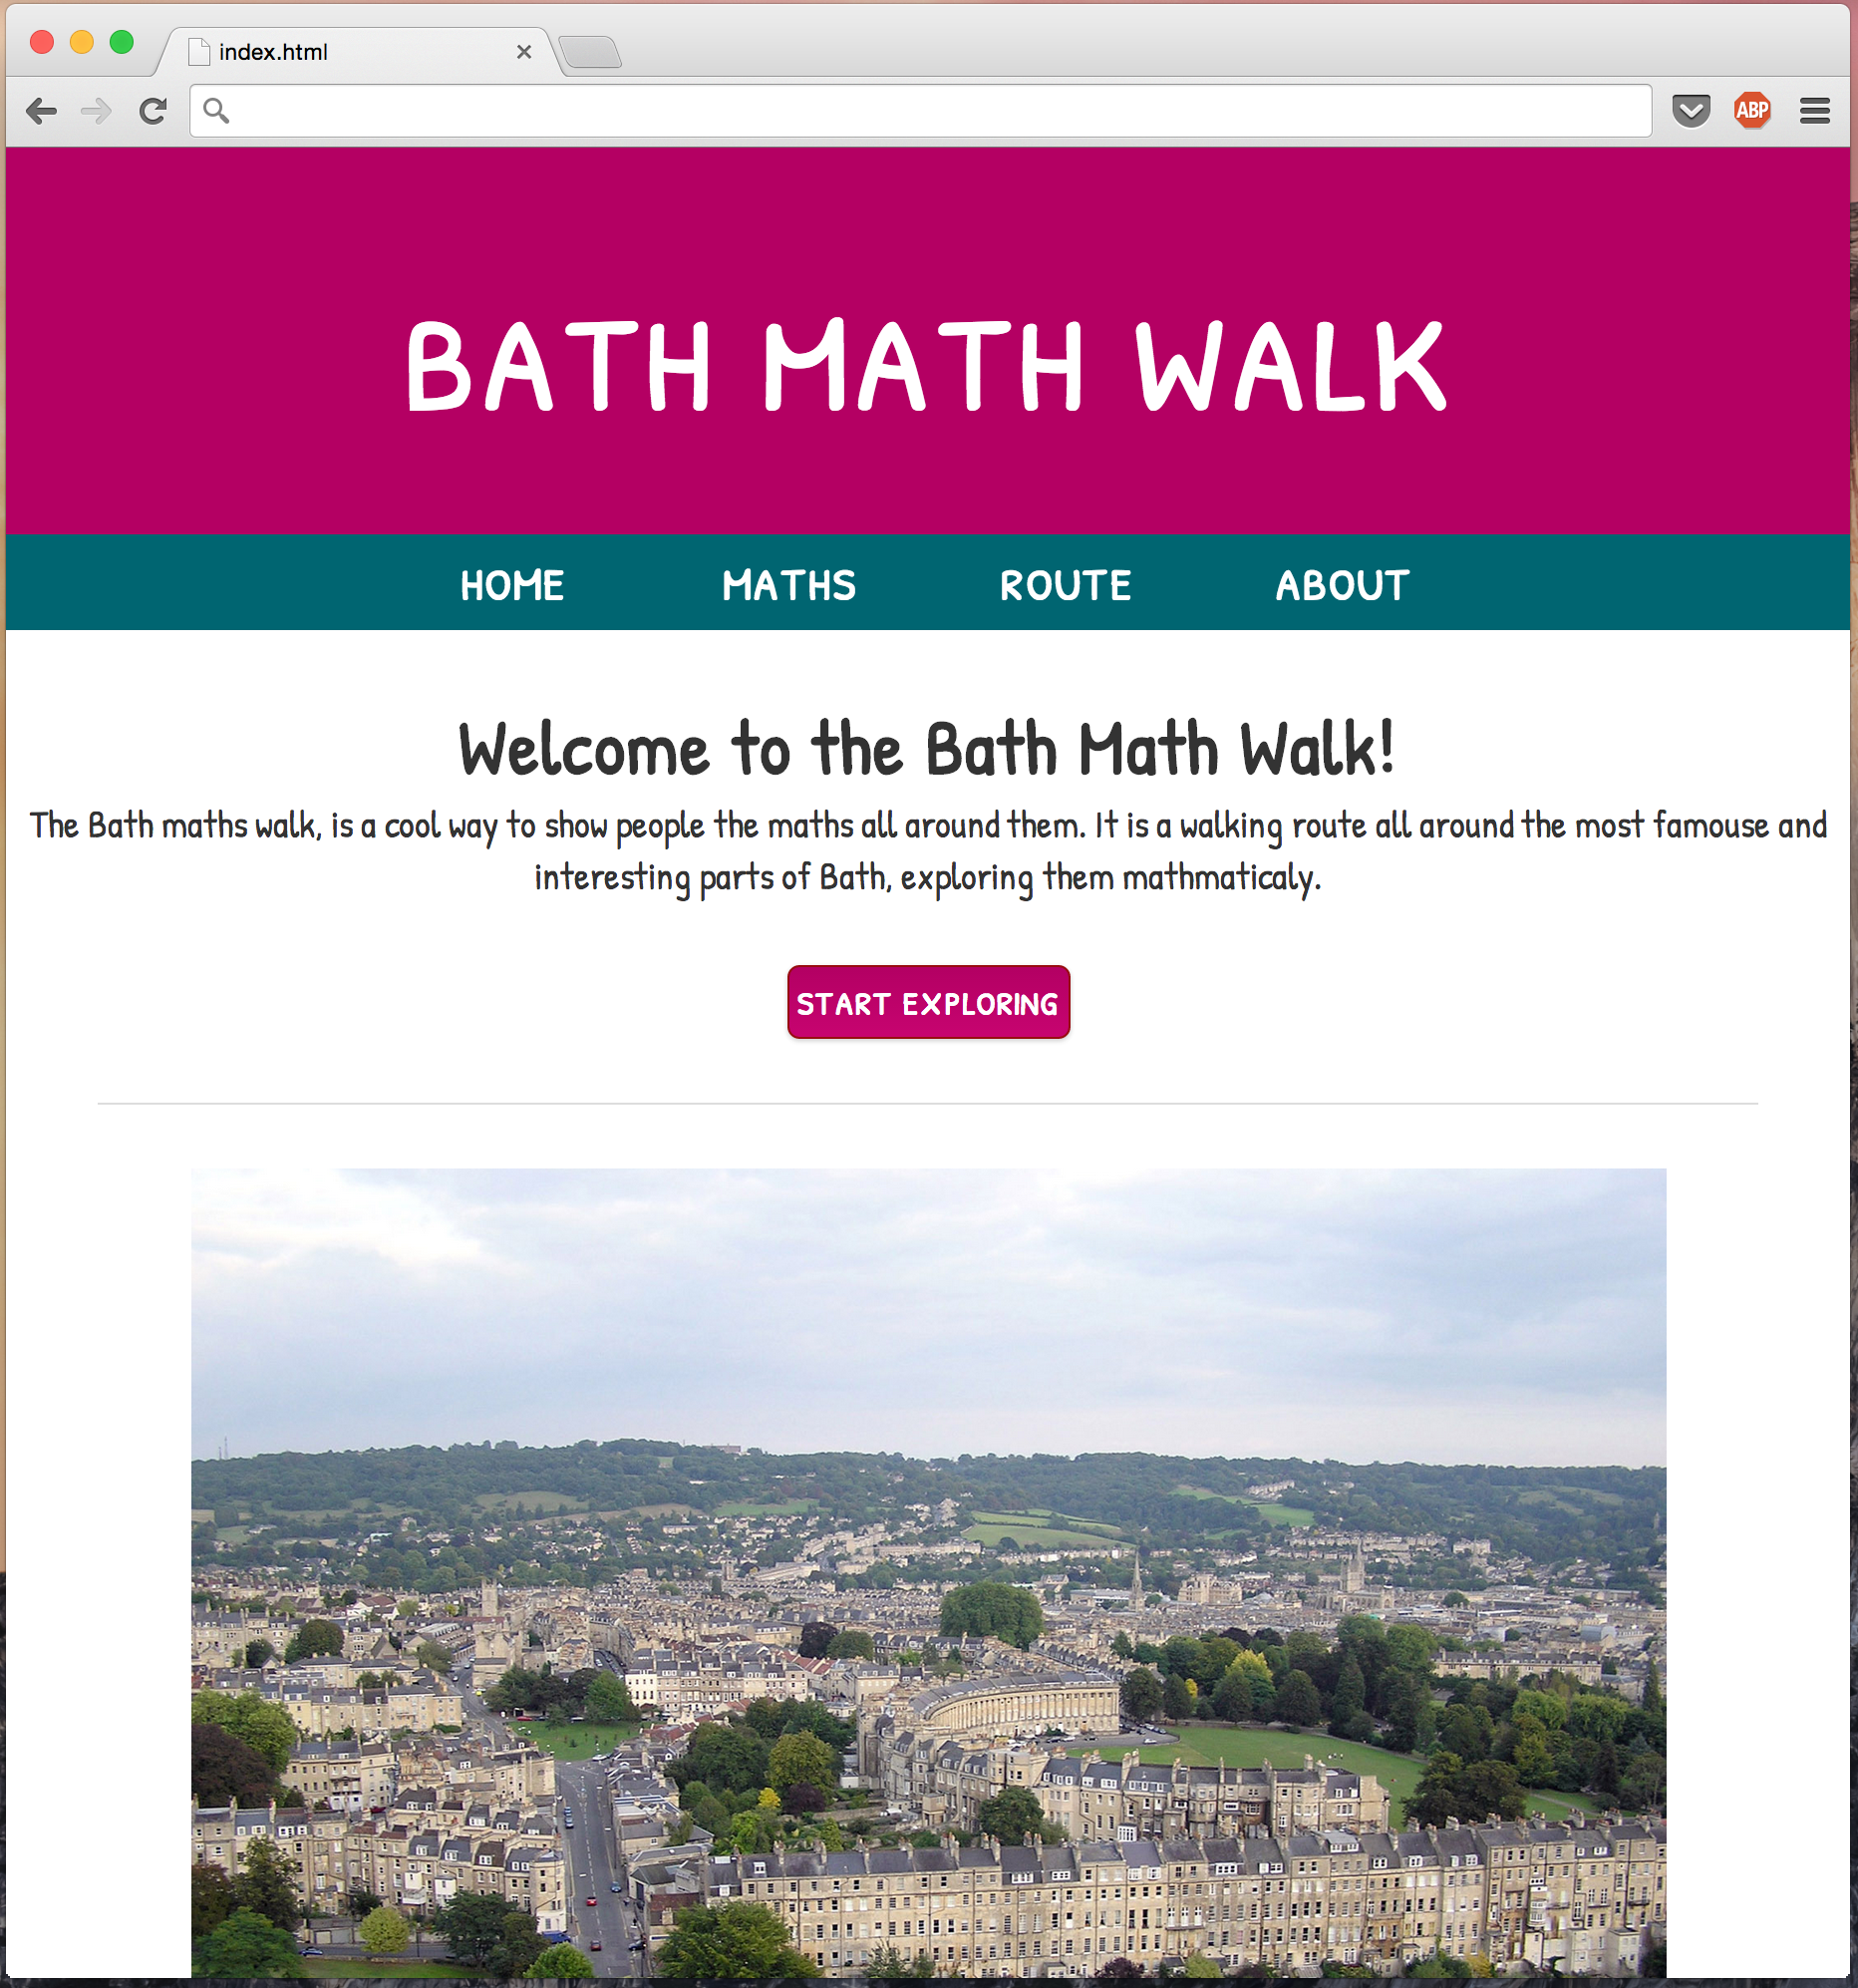 index.html
ABP
BATH MATH WALK
HOME MATHS ROUTE ABOUT
Welcome to the Bath Math Walk!
The Bath maths walk, is a cool way to show people the maths all around them. It is a walking route all around the most famouse and
interesting parts of Bath, exploring them mathmaticaly.
START EXPLORING